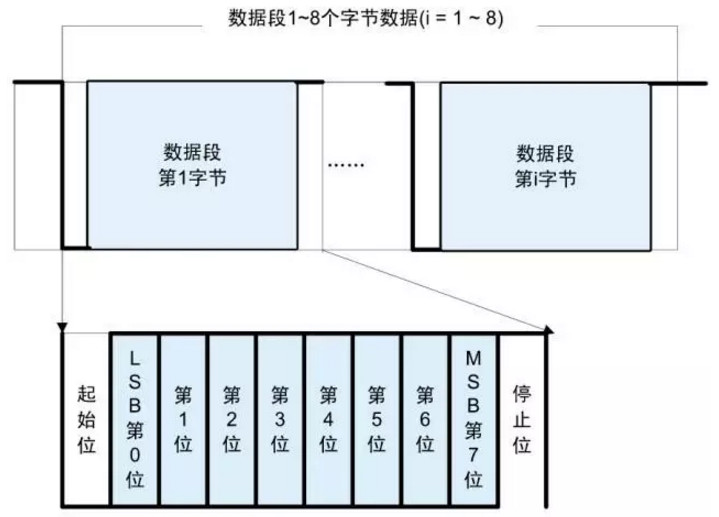 数据段1~8个字节数据(i = 1 ~ 8)
数据段
第1字节
......
数据段
第i字节
起始位
LSB第0位
第1位
第2位
第3位
第4位
第5位
第6位
MSB第7位
停止位